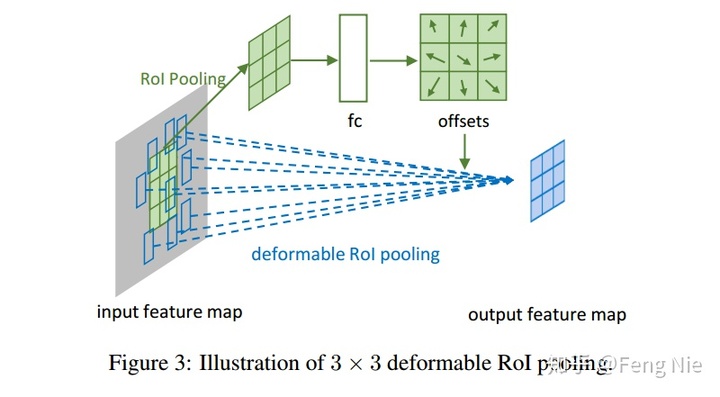 RoI Pooling
fc
offsets
deformable RoI pooling
input feature map
output feature map
Figure 3: Illustration of 3 × 3 deformable RoI pooling.
知乎 @Feng Nie